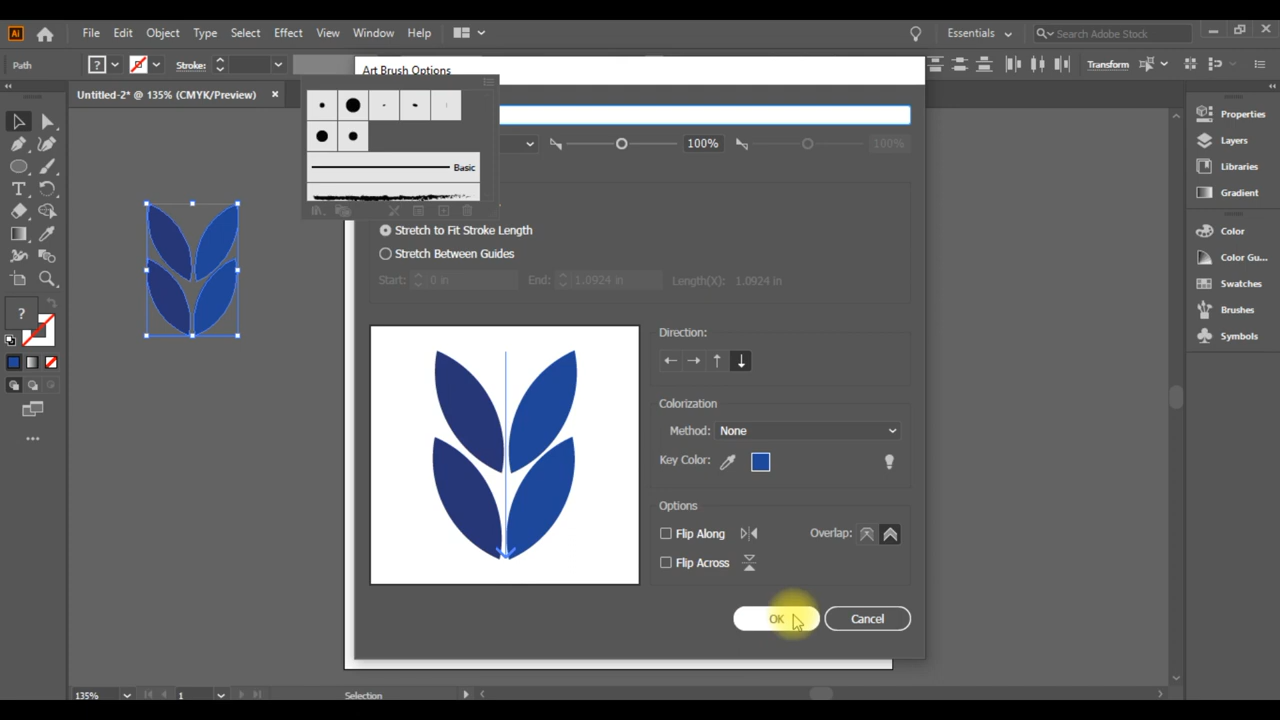 Ai File Edit Object Type Select Effect View Window Help Essentials Search Adobe Stock
Path ? Stroke: Transform
Untitled-2* @ 135% (CMYK/Preview) ×
Art Brush Options
100% 100%
Basic
Stretch to Fit Stroke Length
Stretch Between Guides
Start: 0 in End: 1.0924 in Length(X): 1.0924 in
Direction:
Colorization
Method: None
Key Color:
Options
Flip Along Overlap:
Flip Across
OK Cancel
T
?
Properties
Layers
Libraries
Gradient
Color
Color Gu...
Swatches
Brushes
Symbols
135% 1 Selection